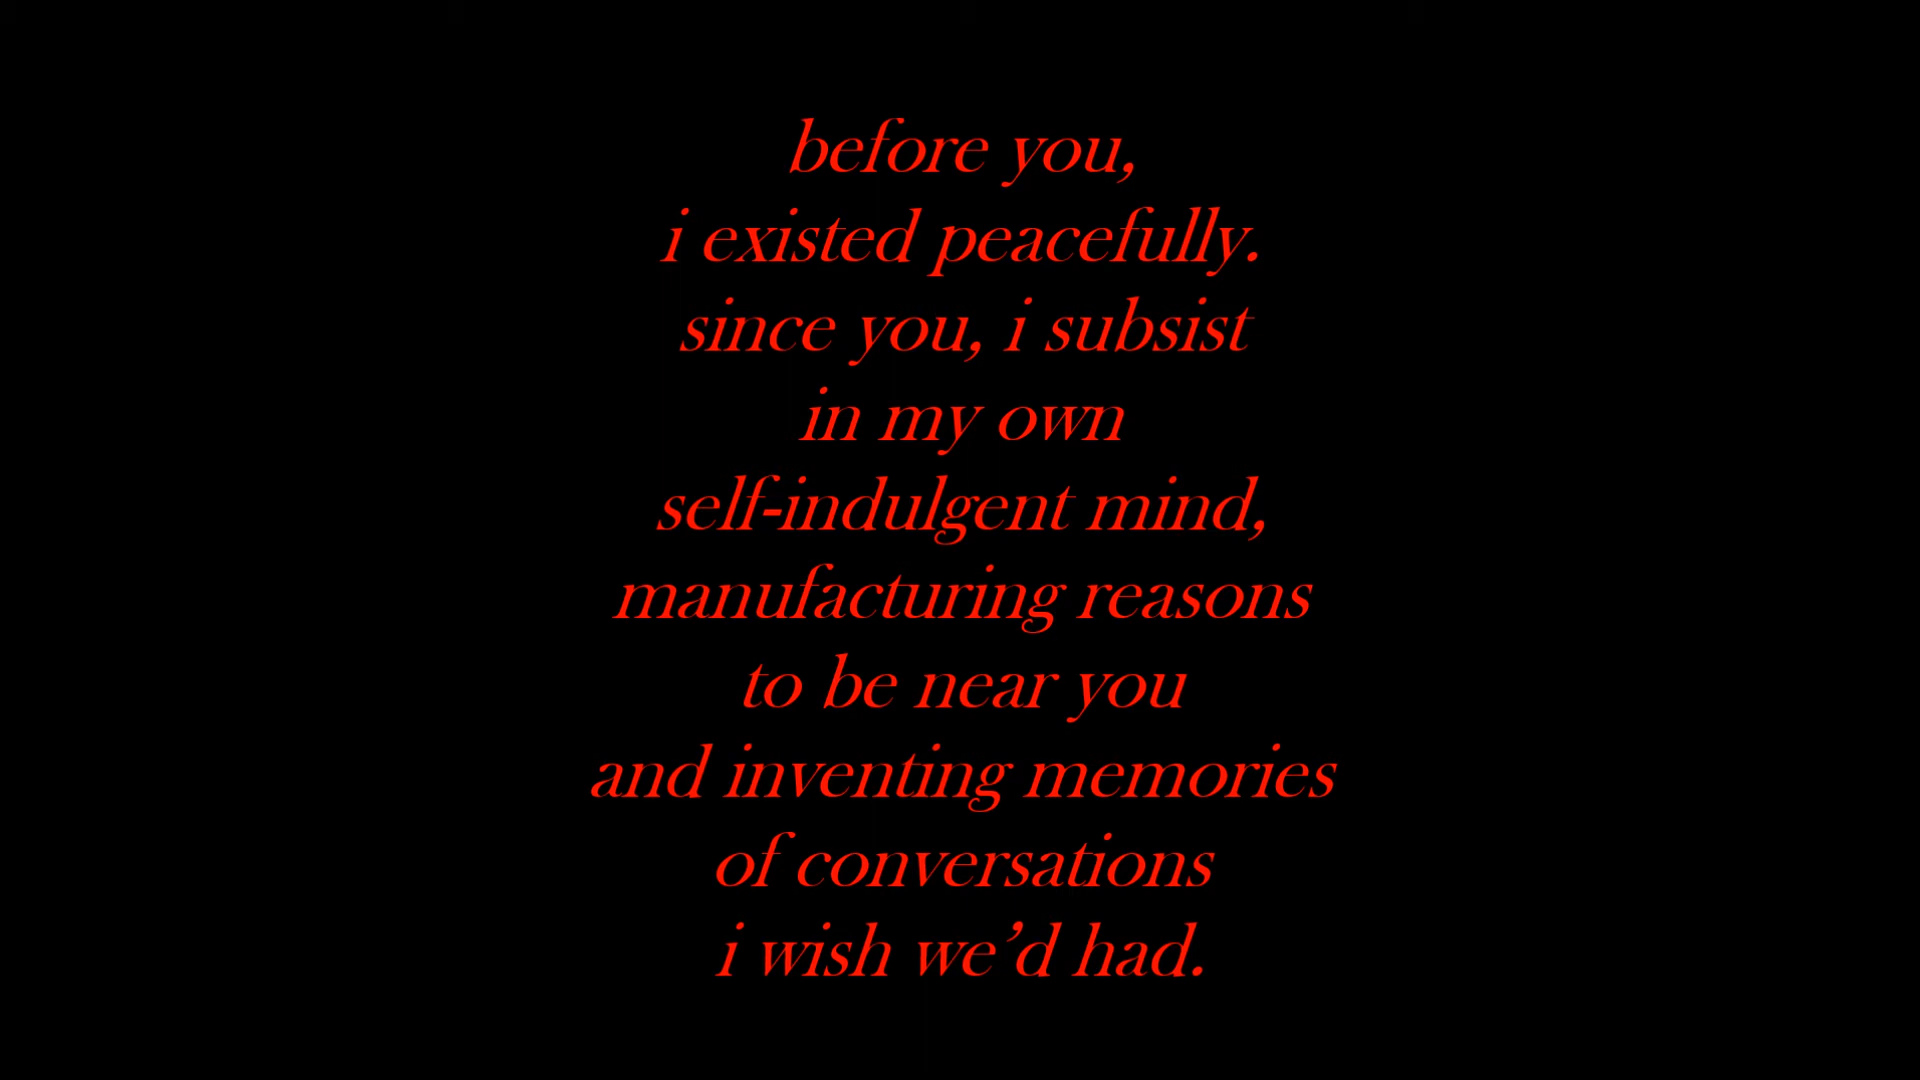 before you,
i existed peacefully.
since you, i subsist
in my own
self-indulgent mind,
manufacturing reasons
to be near you
and inventing memories
of conversations
i wish we’d had.